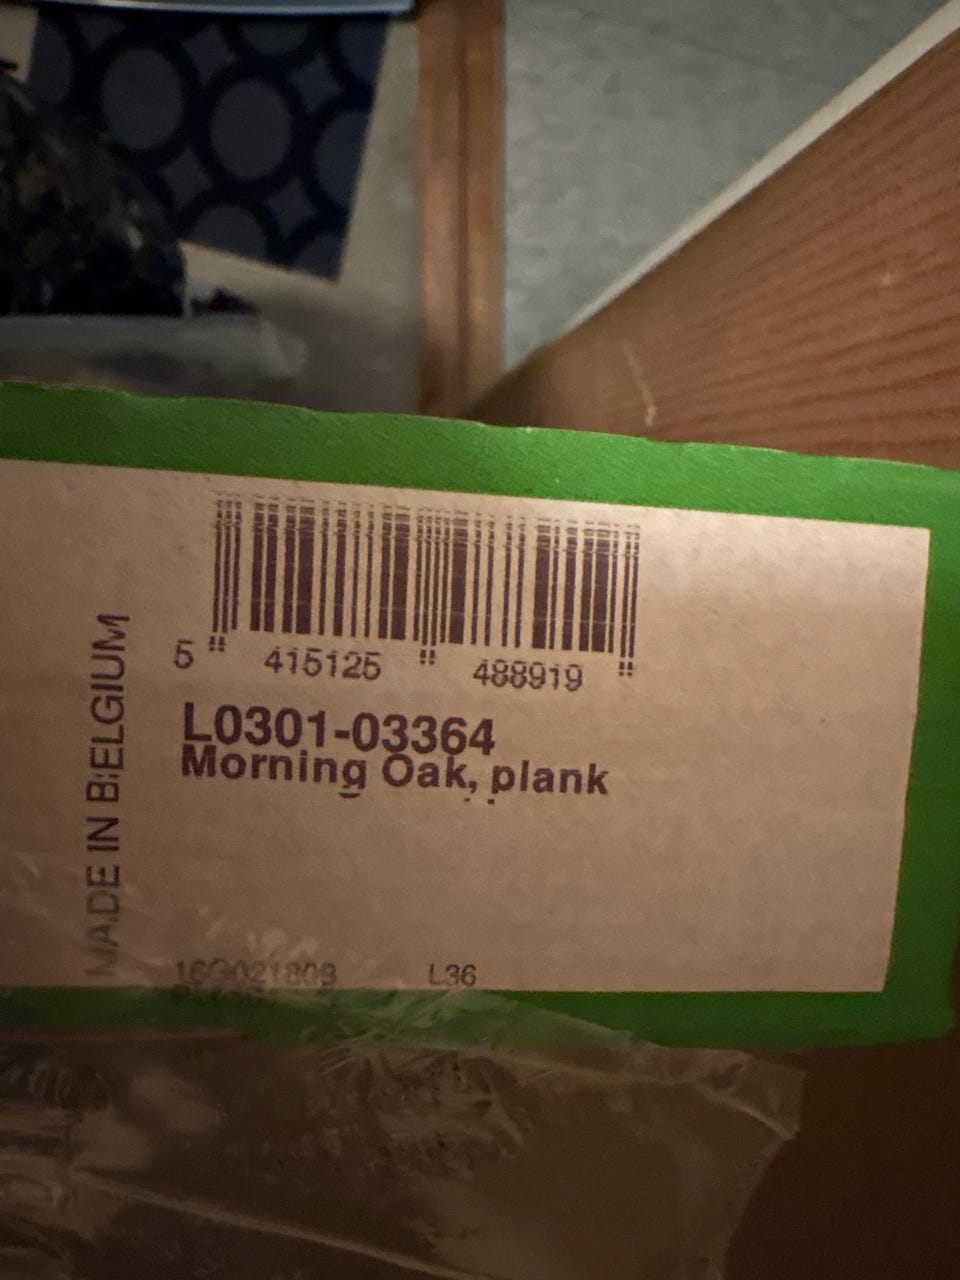 5 415125 488919
L0301-03364
Morning Oak, plank
MADE IN BELGIUM
L36